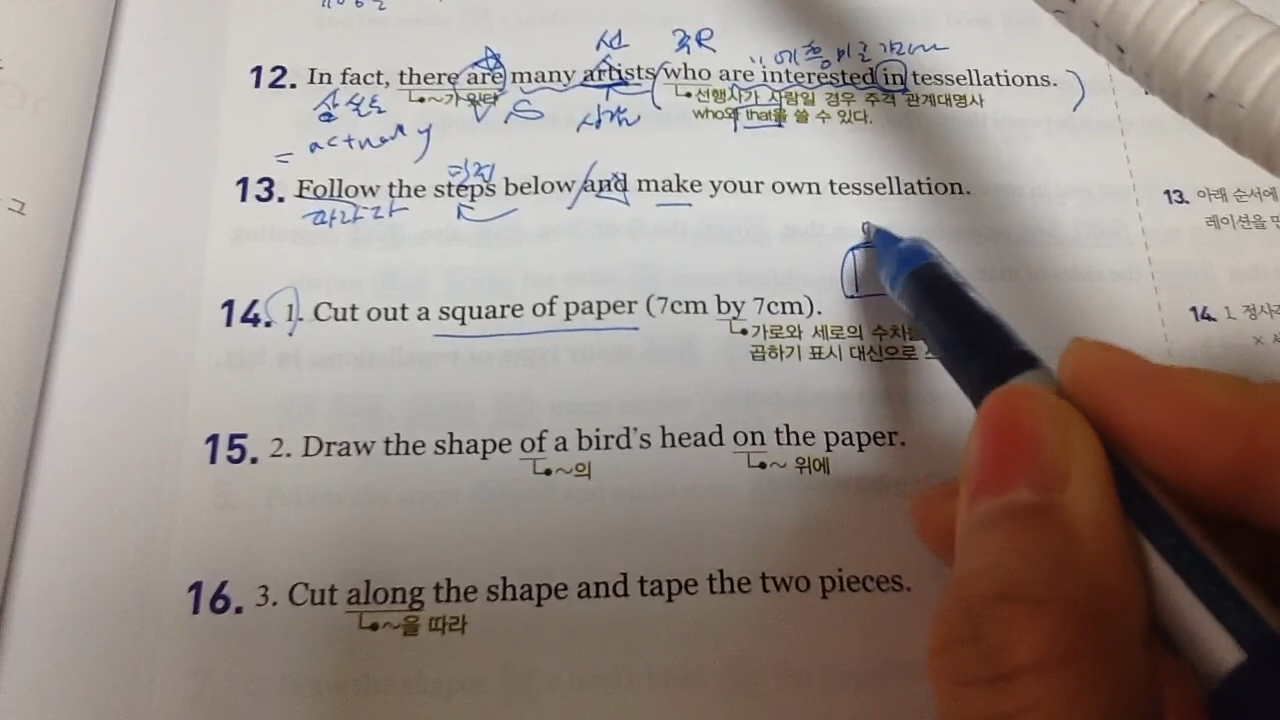 12. In fact, there are many artists who are interested in tessellations.
~가 있다
선행사가 사람일 경우 주격 관계대명사
who와 that을 쓸 수 있다.
= actually
13. Follow the steps below and make your own tessellation.
따라라
13. 아래 순서에
레이션을 만
14. 1. Cut out a square of paper (7cm by 7cm).
가로와 세로의 수치를
곱하기 표시 대신으로
14. 1. 정사
15. 2. Draw the shape of a bird's head on the paper.
~의
~ 위에
16. 3. Cut along the shape and tape the two pieces.
~을 따라